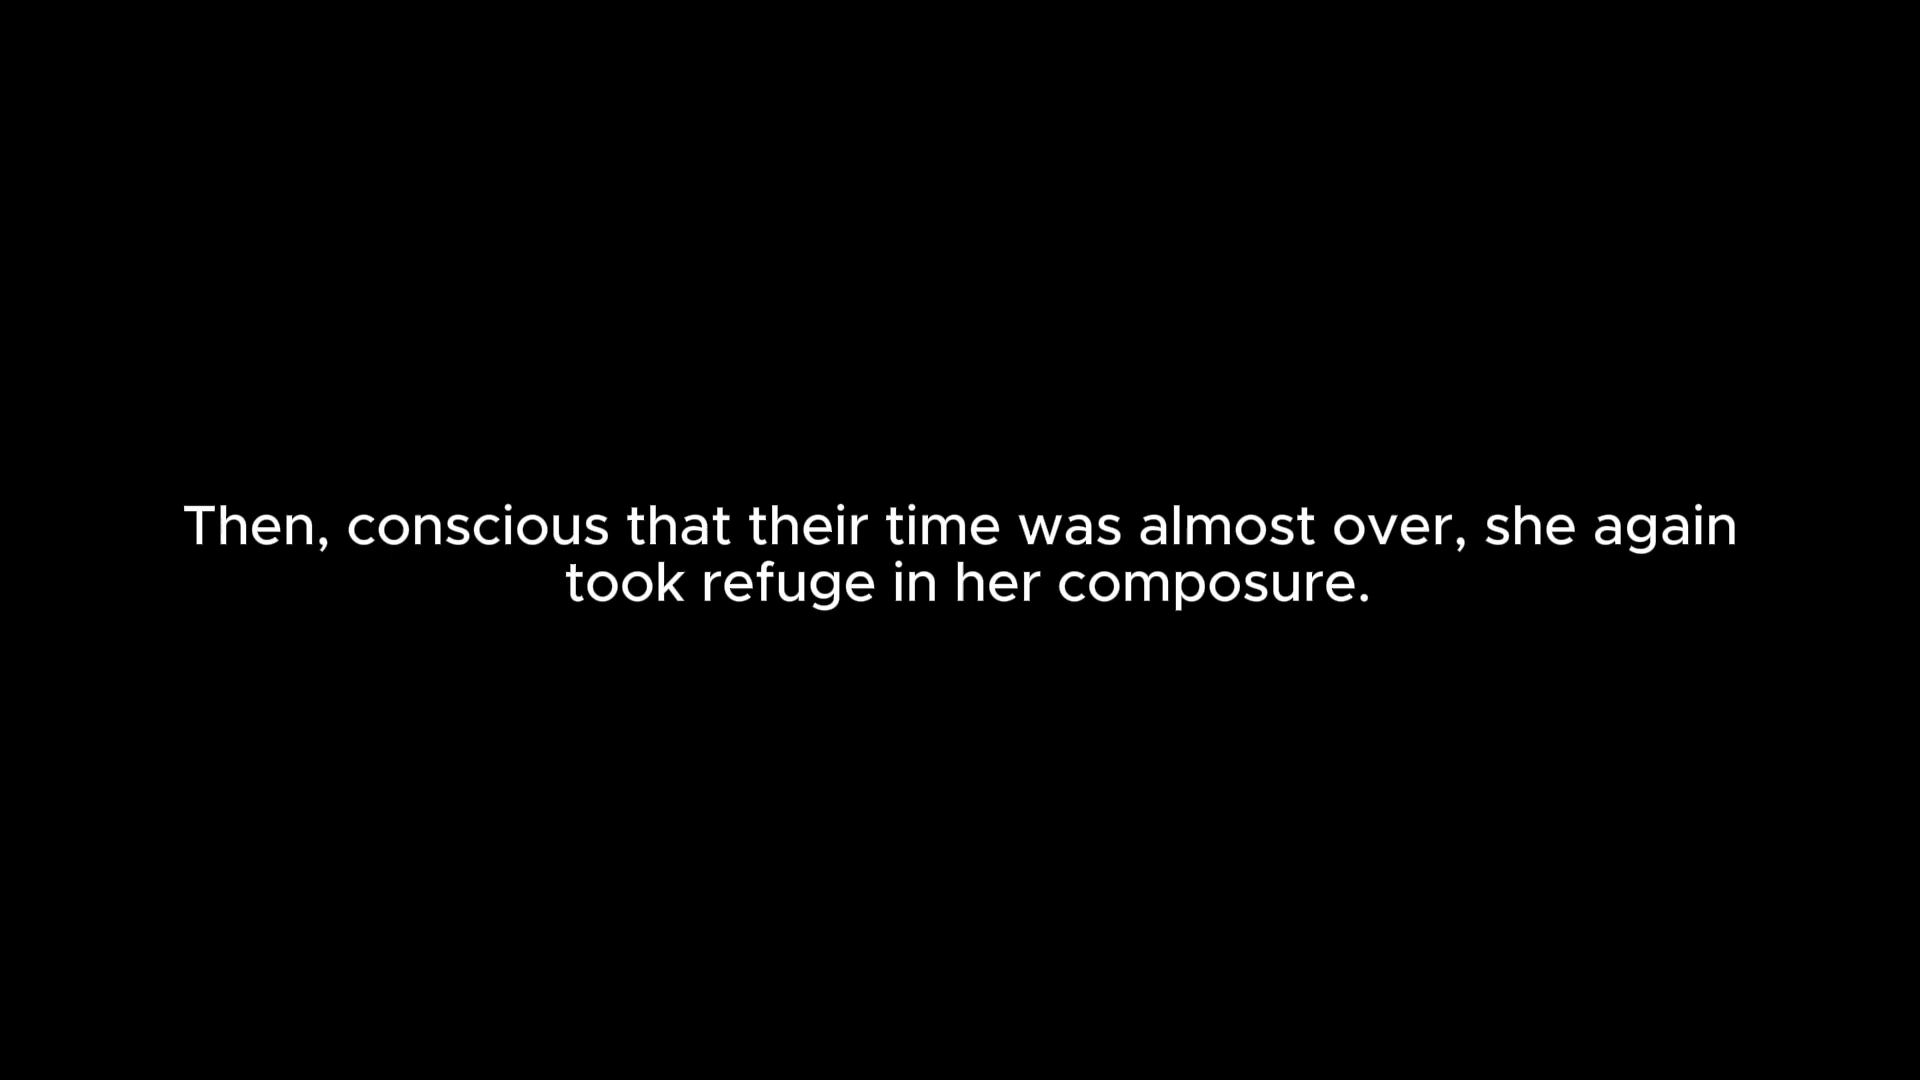 Then, conscious that their time was almost over, she again
took refuge in her composure.